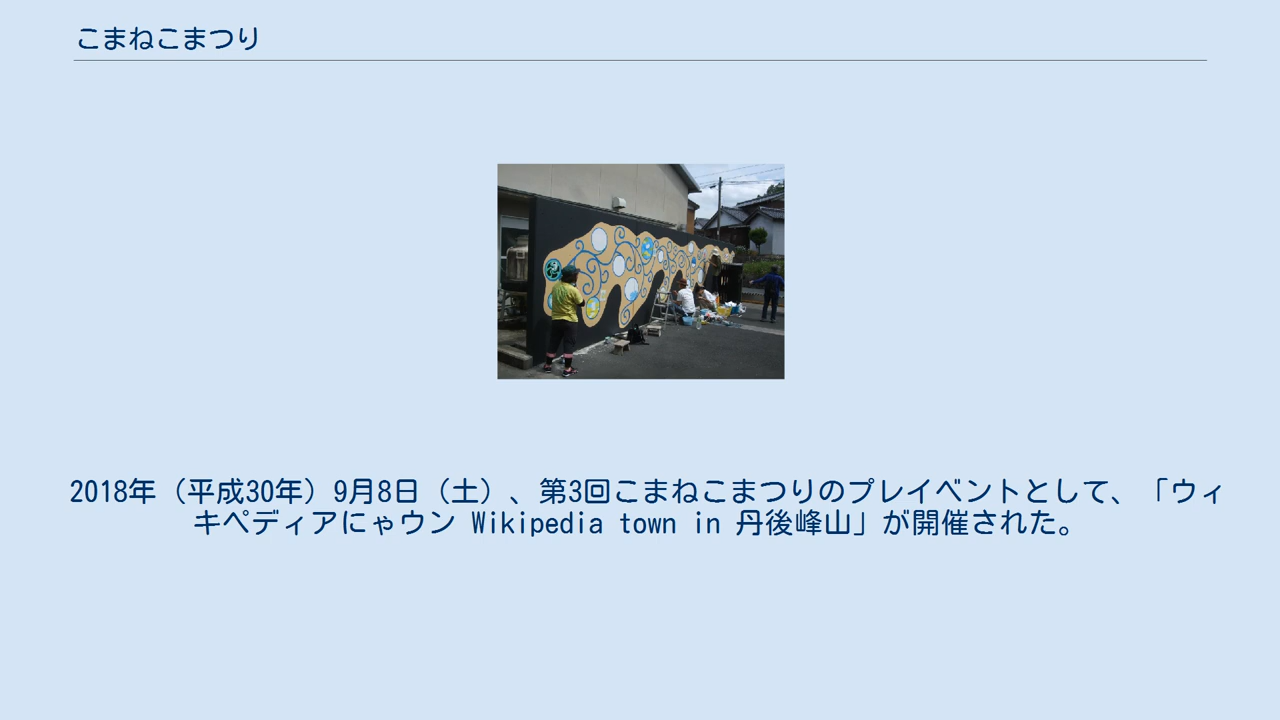 こまねこまつり
2018年（平成30年）9月8日（土）、第3回こまねこまつりのプレイベントとして、「ウィ
キペディアにゃウン Wikipedia town in 丹後峰山」が開催された。